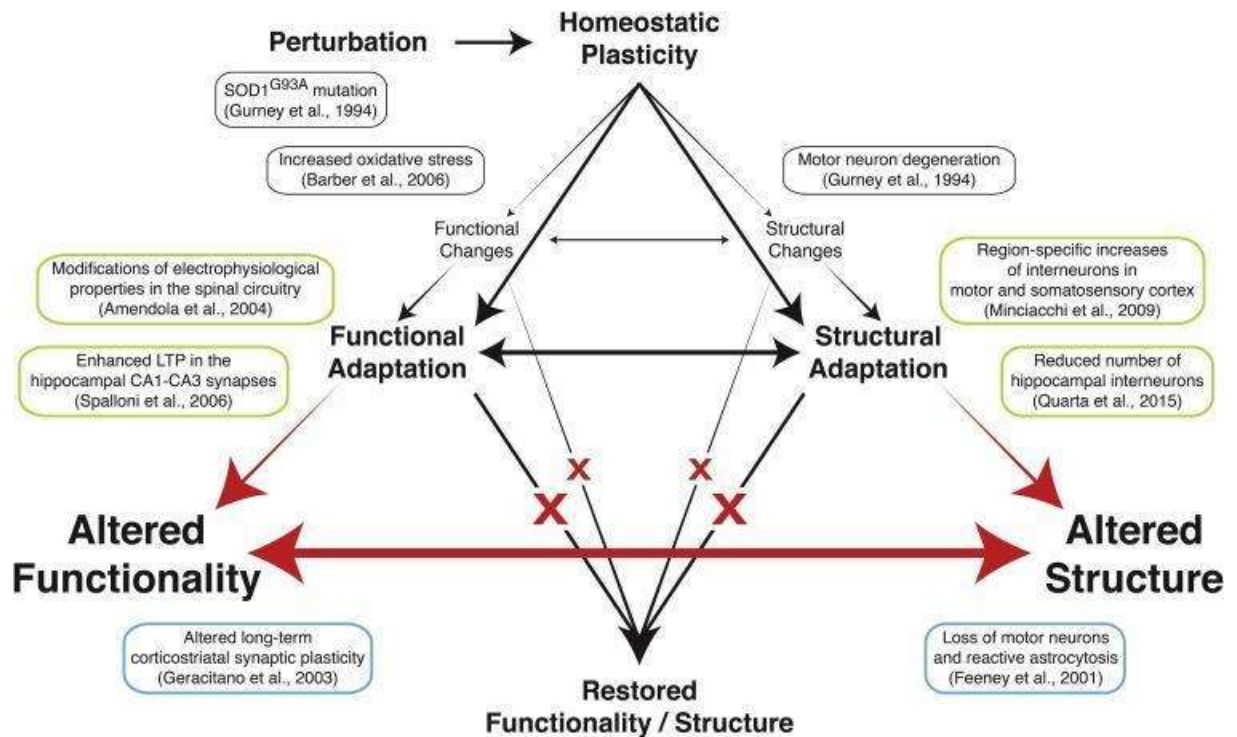 Perturbation
Homeostatic
Plasticity
SOD1G93A mutation
(Gurney et al., 1994)
Increased oxidative stress
(Barber et al., 2006)
Motor neuron degeneration
(Gurney et al., 1994)
Functional
Changes
Structural
Changes
Modifications of electrophysiological
properties in the spinal circuitry
(Amendola et al., 2004)
Region-specific increases
of interneurons in
motor and somatosensory cortex
(Minciacchi et al., 2009)
Functional
Adaptation
Structural
Adaptation
Enhanced LTP in the
hippocampal CA1-CA3 synapses
(Spalloni et al., 2006)
Reduced number of
hippocampal interneurons
(Quarta et al., 2015)
X
X
X
X
Altered
Functionality
Altered
Structure
Altered long-term
corticostriatal synaptic plasticity
(Geracitano et al., 2003)
Loss of motor neurons
and reactive astrocytosis
(Feeney et al., 2001)
Restored
Functionality / Structure